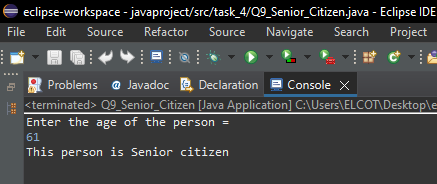 eclipse-workspace - javaproject/src/task_4/Q9_Senior_Citizen.java - Eclipse IDE
File Edit Source Refactor Source Navigate Search Project Run
Problems Javadoc Declaration Console
<terminated> Q9_Senior_Citizen [Java Application] C:\Users\ELCOT\Desktop\e
Enter the age of the person =
61
This person is Senior citizen